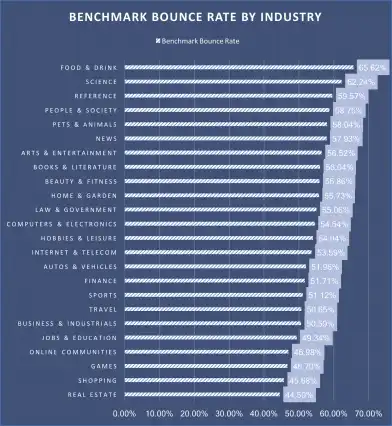 BENCHMARK BOUNCE RATE BY INDUSTRY
Benchmark Bounce Rate
FOOD & DRINK 65.62%
SCIENCE 62.24%
REFERENCE 59.57%
PEOPLE & SOCIETY 58.75%
PETS & ANIMALS 58.04%
NEWS 57.93%
ARTS & ENTERTAINMENT 56.52%
BOOKS & LITERATURE 56.04%
BEAUTY & FITNESS 55.86%
HOME & GARDEN 55.73%
LAW & GOVERNMENT 55.06%
COMPUTERS & ELECTRONICS 54.54%
HOBBIES & LEISURE 54.04%
INTERNET & TELECOM 53.59%
AUTOS & VEHICLES 51.96%
FINANCE 51.71%
SPORTS 51.12%
TRAVEL 50.65%
BUSINESS & INDUSTRIALS 50.59%
JOBS & EDUCATION 49.34%
ONLINE COMMUNITIES 46.98%
GAMES 46.70%
SHOPPING 45.68%
REAL ESTATE 44.50%
0.00% 10.00% 20.00% 30.00% 40.00% 50.00% 60.00% 70.00%